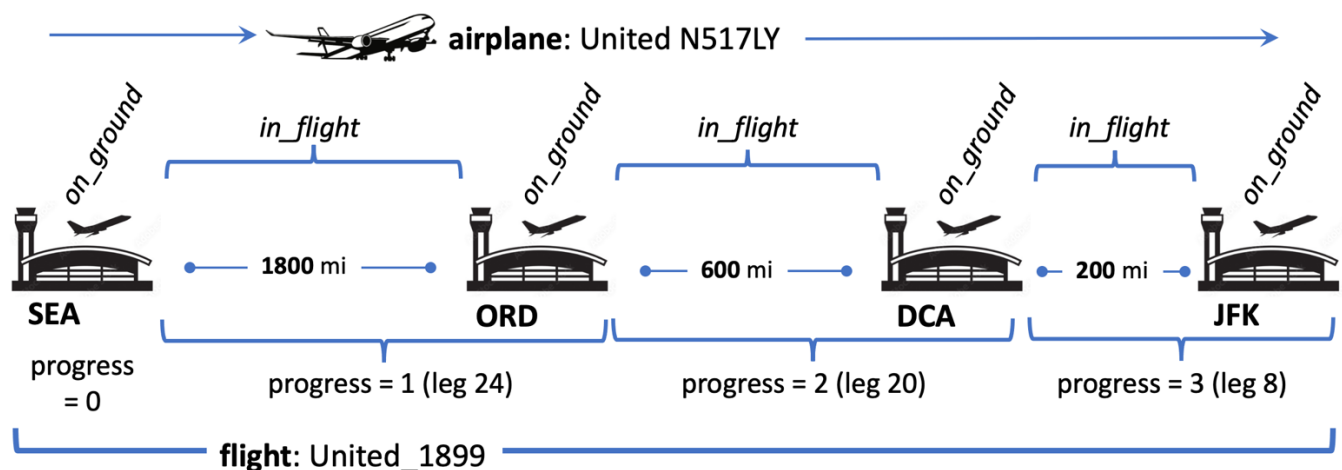 airplane: United N517LY
on_ground
in_flight
on_ground
in_flight
on_ground
in_flight
on_ground
1800 mi
600 mi
200 mi
SEA
ORD
DCA
JFK
progress
= 0
progress = 1 (leg 24)
progress = 2 (leg 20)
progress = 3 (leg 8)
flight: United_1899